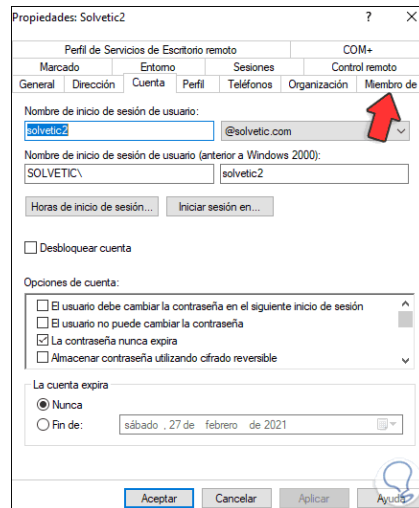 Propiedades: Solvetic2 ? ×
Perfil de Servicios de Escritorio remoto COM+
Marcado Entorno Sesiones Control remoto
General Dirección Cuenta Perfil Teléfonos Organización Miembro de
Nombre de inicio de sesión de usuario:
solvetic2 @solvetic.com
Nombre de inicio de sesión de usuario (anterior a Windows 2000):
SOLVETIC\ solvetic2
Horas de inicio de sesión... Iniciar sesión en...
Desbloquear cuenta
Opciones de cuenta:
El usuario debe cambiar la contraseña en el siguiente inicio de sesión
El usuario no puede cambiar la contraseña
La contraseña nunca expira
Almacenar contraseña utilizando cifrado reversible
La cuenta expira
Nunca
Fin de: sábado , 27 de febrero de 2021
Aceptar Cancelar Aplicar Ayuda